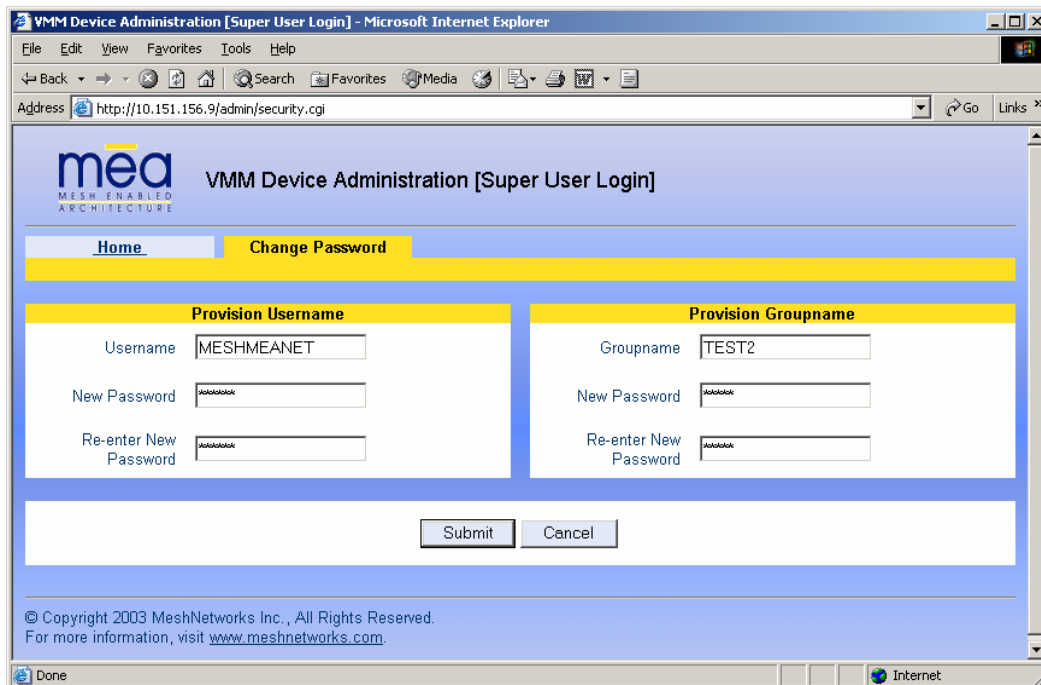 VMM Device Administration [Super User Login] - Microsoft Internet Explorer
File Edit View Favorites Tools Help
Back Search Favorites Media
Address http://10.151.156.9/admin/security.cgi Go Links »
mēa
MESH ENABLED
ARCHITECTURE
VMM Device Administration [Super User Login]
Home Change Password
Provision Username Provision Groupname
Username MESHMEANET Groupname TEST2
New Password ******* New Password ******
Re-enter New Re-enter New
Password ******* Password ******
Submit Cancel
© Copyright 2003 MeshNetworks Inc., All Rights Reserved.
For more information, visit www.meshnetworks.com.
Done Internet